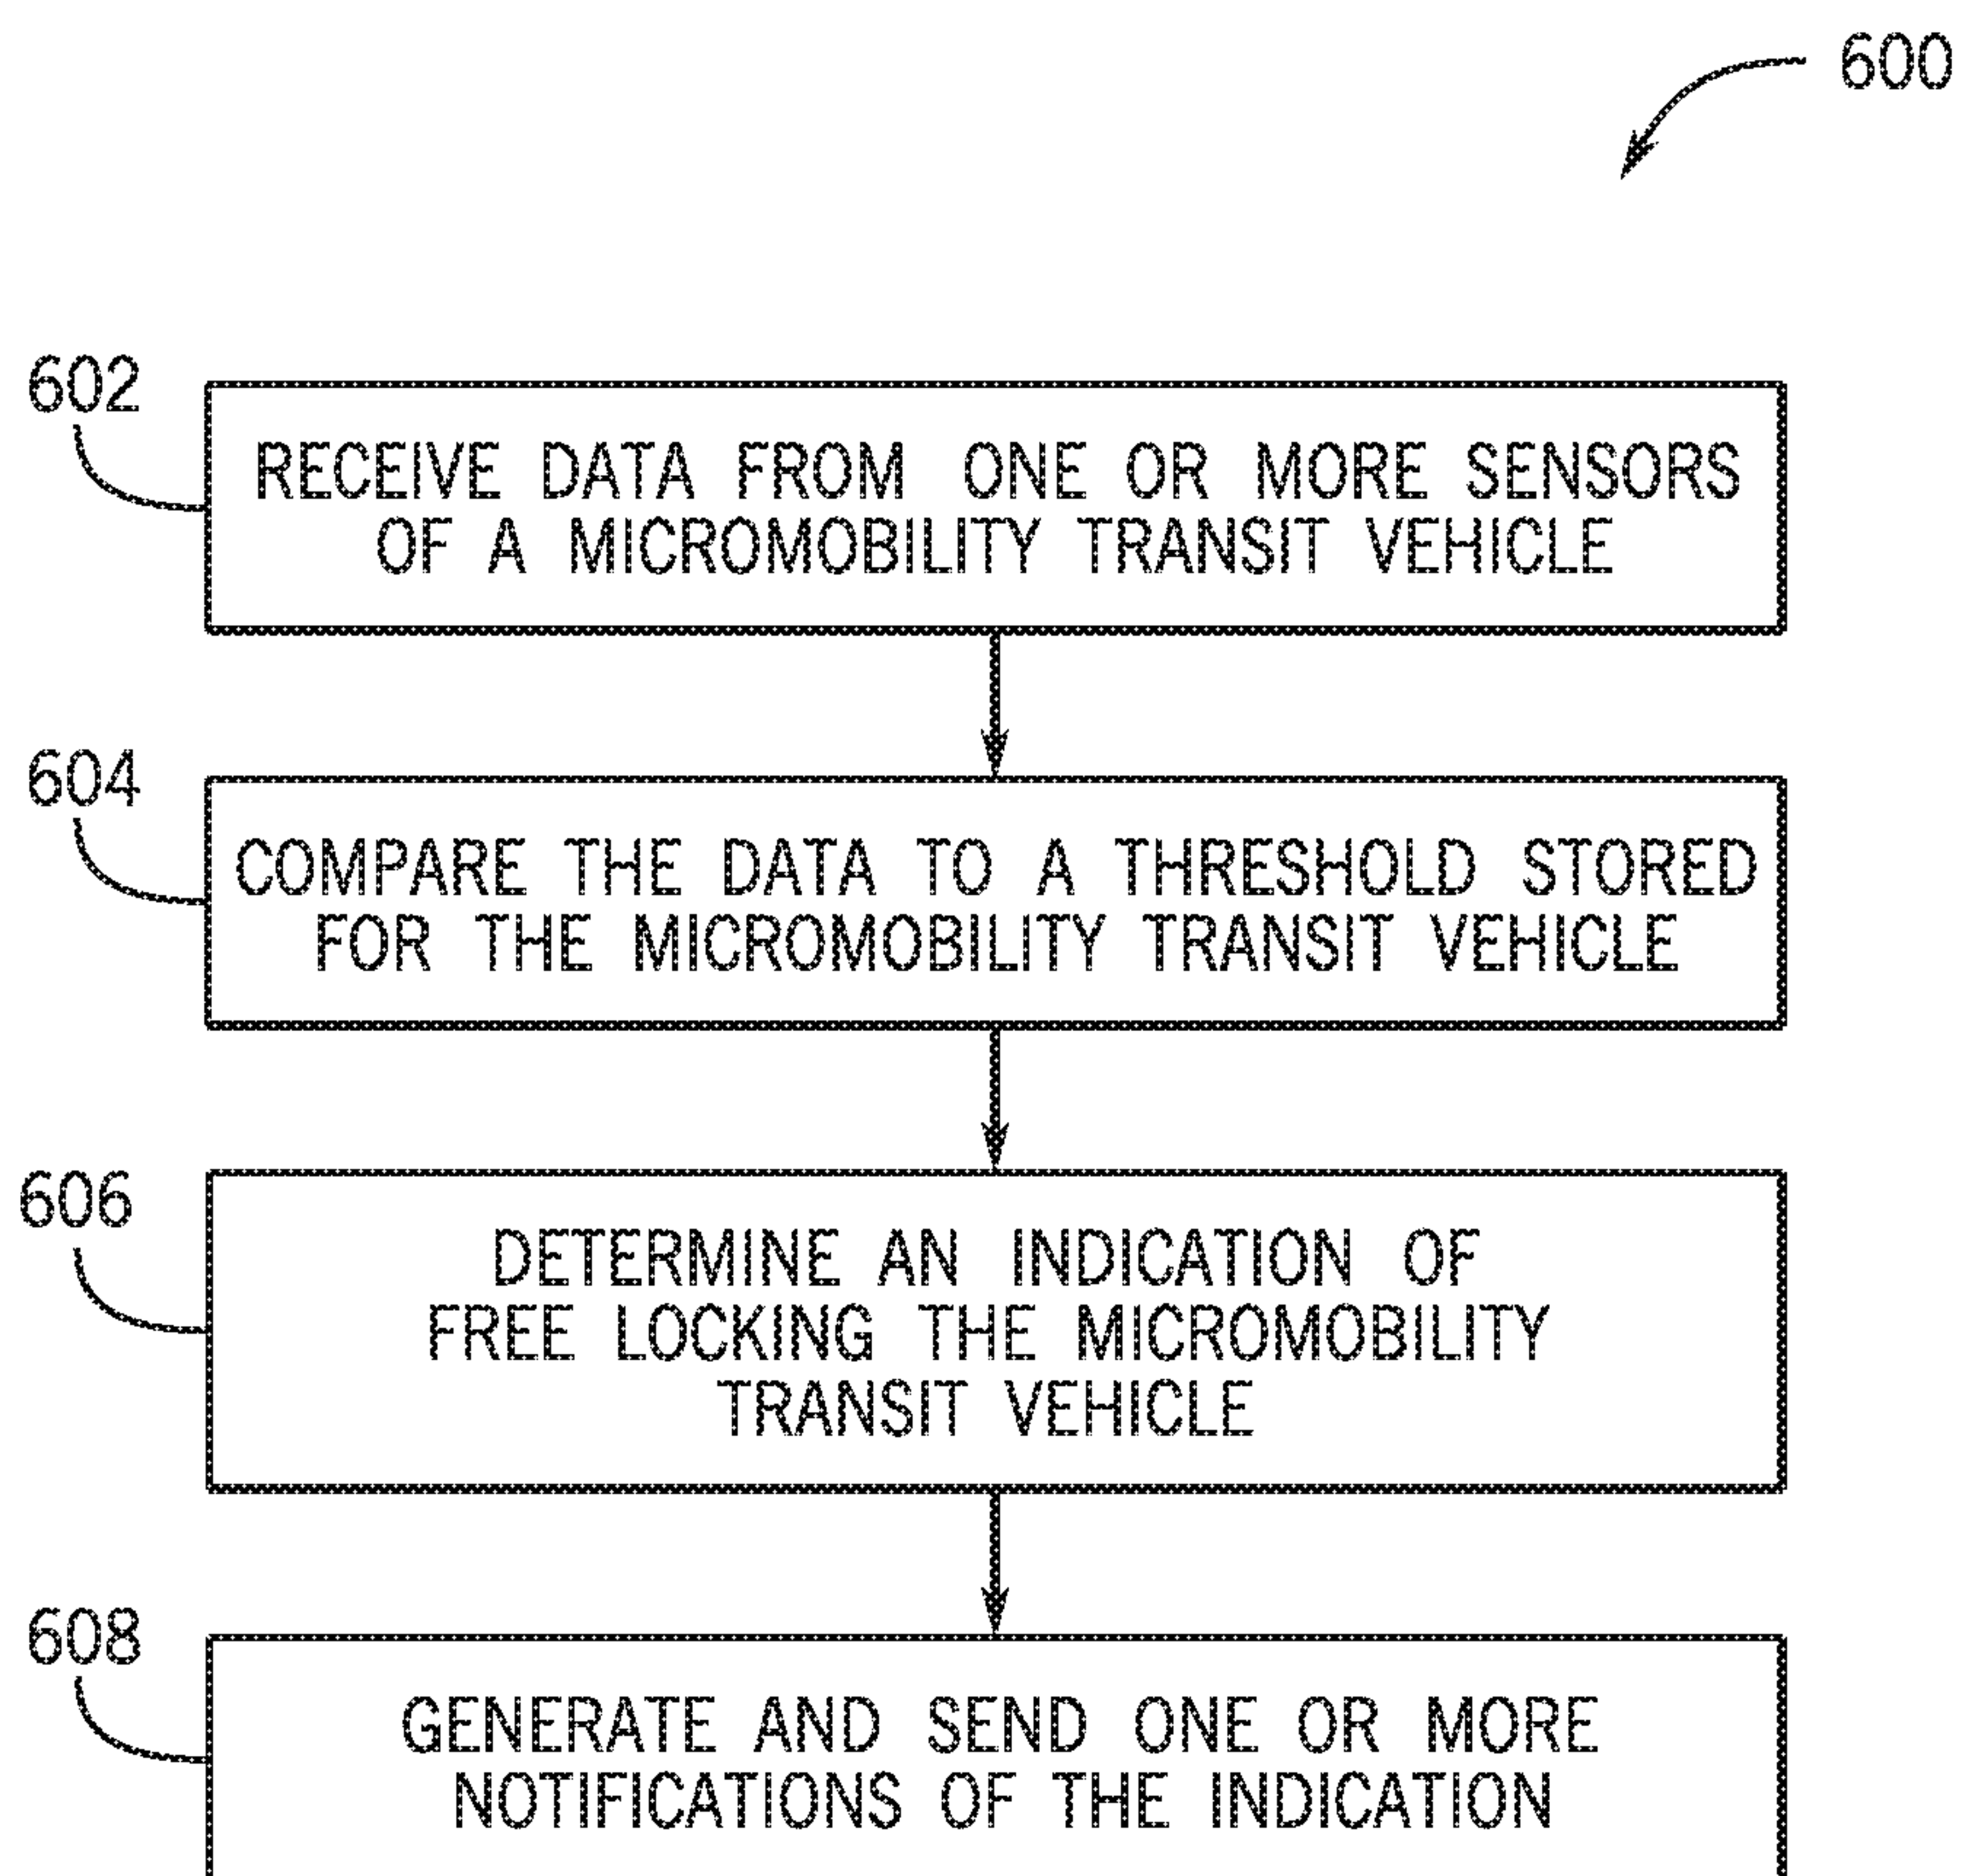 600
602
RECEIVE DATA FROM ONE OR MORE SENSORS
OF A MICROMOBILITY TRANSIT VEHICLE
604
COMPARE THE DATA TO A THRESHOLD STORED
FOR THE MICROMOBILITY TRANSIT VEHICLE
606
DETERMINE AN INDICATION OF
FREE LOCKING THE MICROMOBILITY
TRANSIT VEHICLE
608
GENERATE AND SEND ONE OR MORE
NOTIFICATIONS OF THE INDICATION